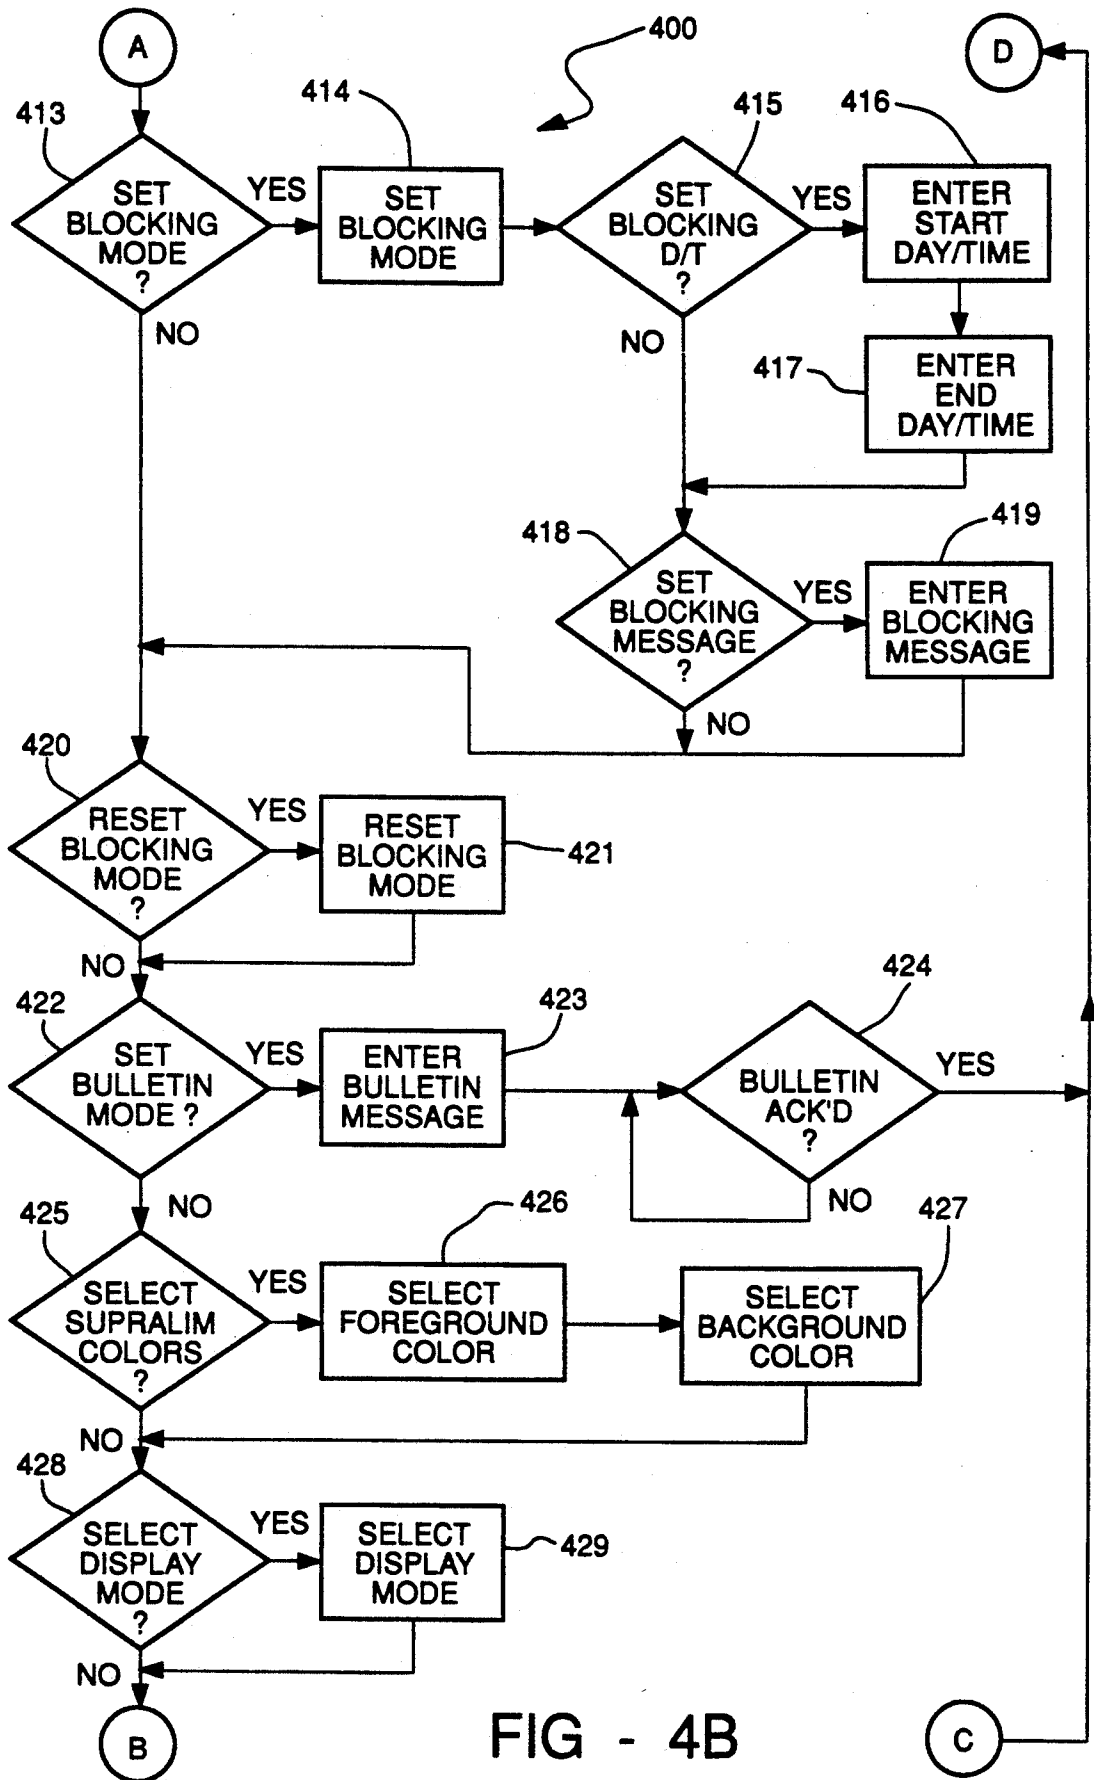 A
400
D
413
414
415
416
SET
BLOCKING
MODE
?
YES
SET
BLOCKING
MODE
SET
BLOCKING
D/T
?
YES
ENTER
START
DAY/TIME
NO
NO
417
ENTER
END
DAY/TIME
418
419
SET
BLOCKING
MESSAGE
?
YES
ENTER
BLOCKING
MESSAGE
NO
420
RESET
BLOCKING
MODE
?
YES
RESET
BLOCKING
MODE
421
NO
422
423
424
SET
BULLETIN
MODE ?
YES
ENTER
BULLETIN
MESSAGE
BULLETIN
ACK'D
?
YES
NO
NO
425
426
427
SELECT
SUPRALIM
COLORS
?
YES
SELECT
FOREGROUND
COLOR
SELECT
BACKGROUND
COLOR
NO
428
SELECT
DISPLAY
MODE
?
YES
SELECT
DISPLAY
MODE
429
NO
B
FIG - 4B
C